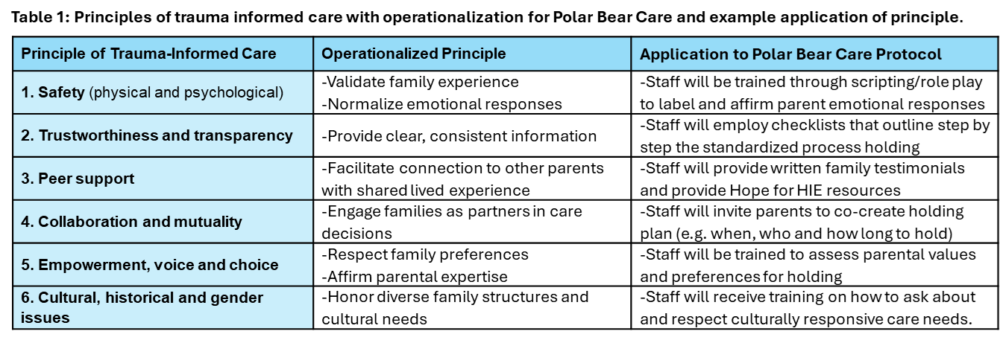 Table 1: Principles of trauma informed care with operationalization for Polar Bear Care and example application of principle.
Principle of Trauma-Informed Care
Operationalized Principle
Application to Polar Bear Care Protocol
1. Safety (physical and psychological)
-Validate family experience
-Normalize emotional responses
-Staff will be trained through scripting/role play
to label and affirm parent emotional responses
2. Trustworthiness and transparency
-Provide clear, consistent information
-Staff will employ checklists that outline step by
step the standardized process holding
3. Peer support
-Facilitate connection to other parents
with shared lived experience
-Staff will provide written family testimonials
and provide Hope for HIE resources
4. Collaboration and mutuality
-Engage families as partners in care
decisions
-Staff will invite parents to co-create holding
plan (e.g. when, who and how long to hold)
5. Empowerment, voice and choice
-Respect family preferences
-Affirm parental expertise
-Staff will be trained to assess parental values
and preferences for holding
6. Cultural, historical and gender
issues
-Honor diverse family structures and
cultural needs
-Staff will receive training on how to ask about
and respect culturally responsive care needs.